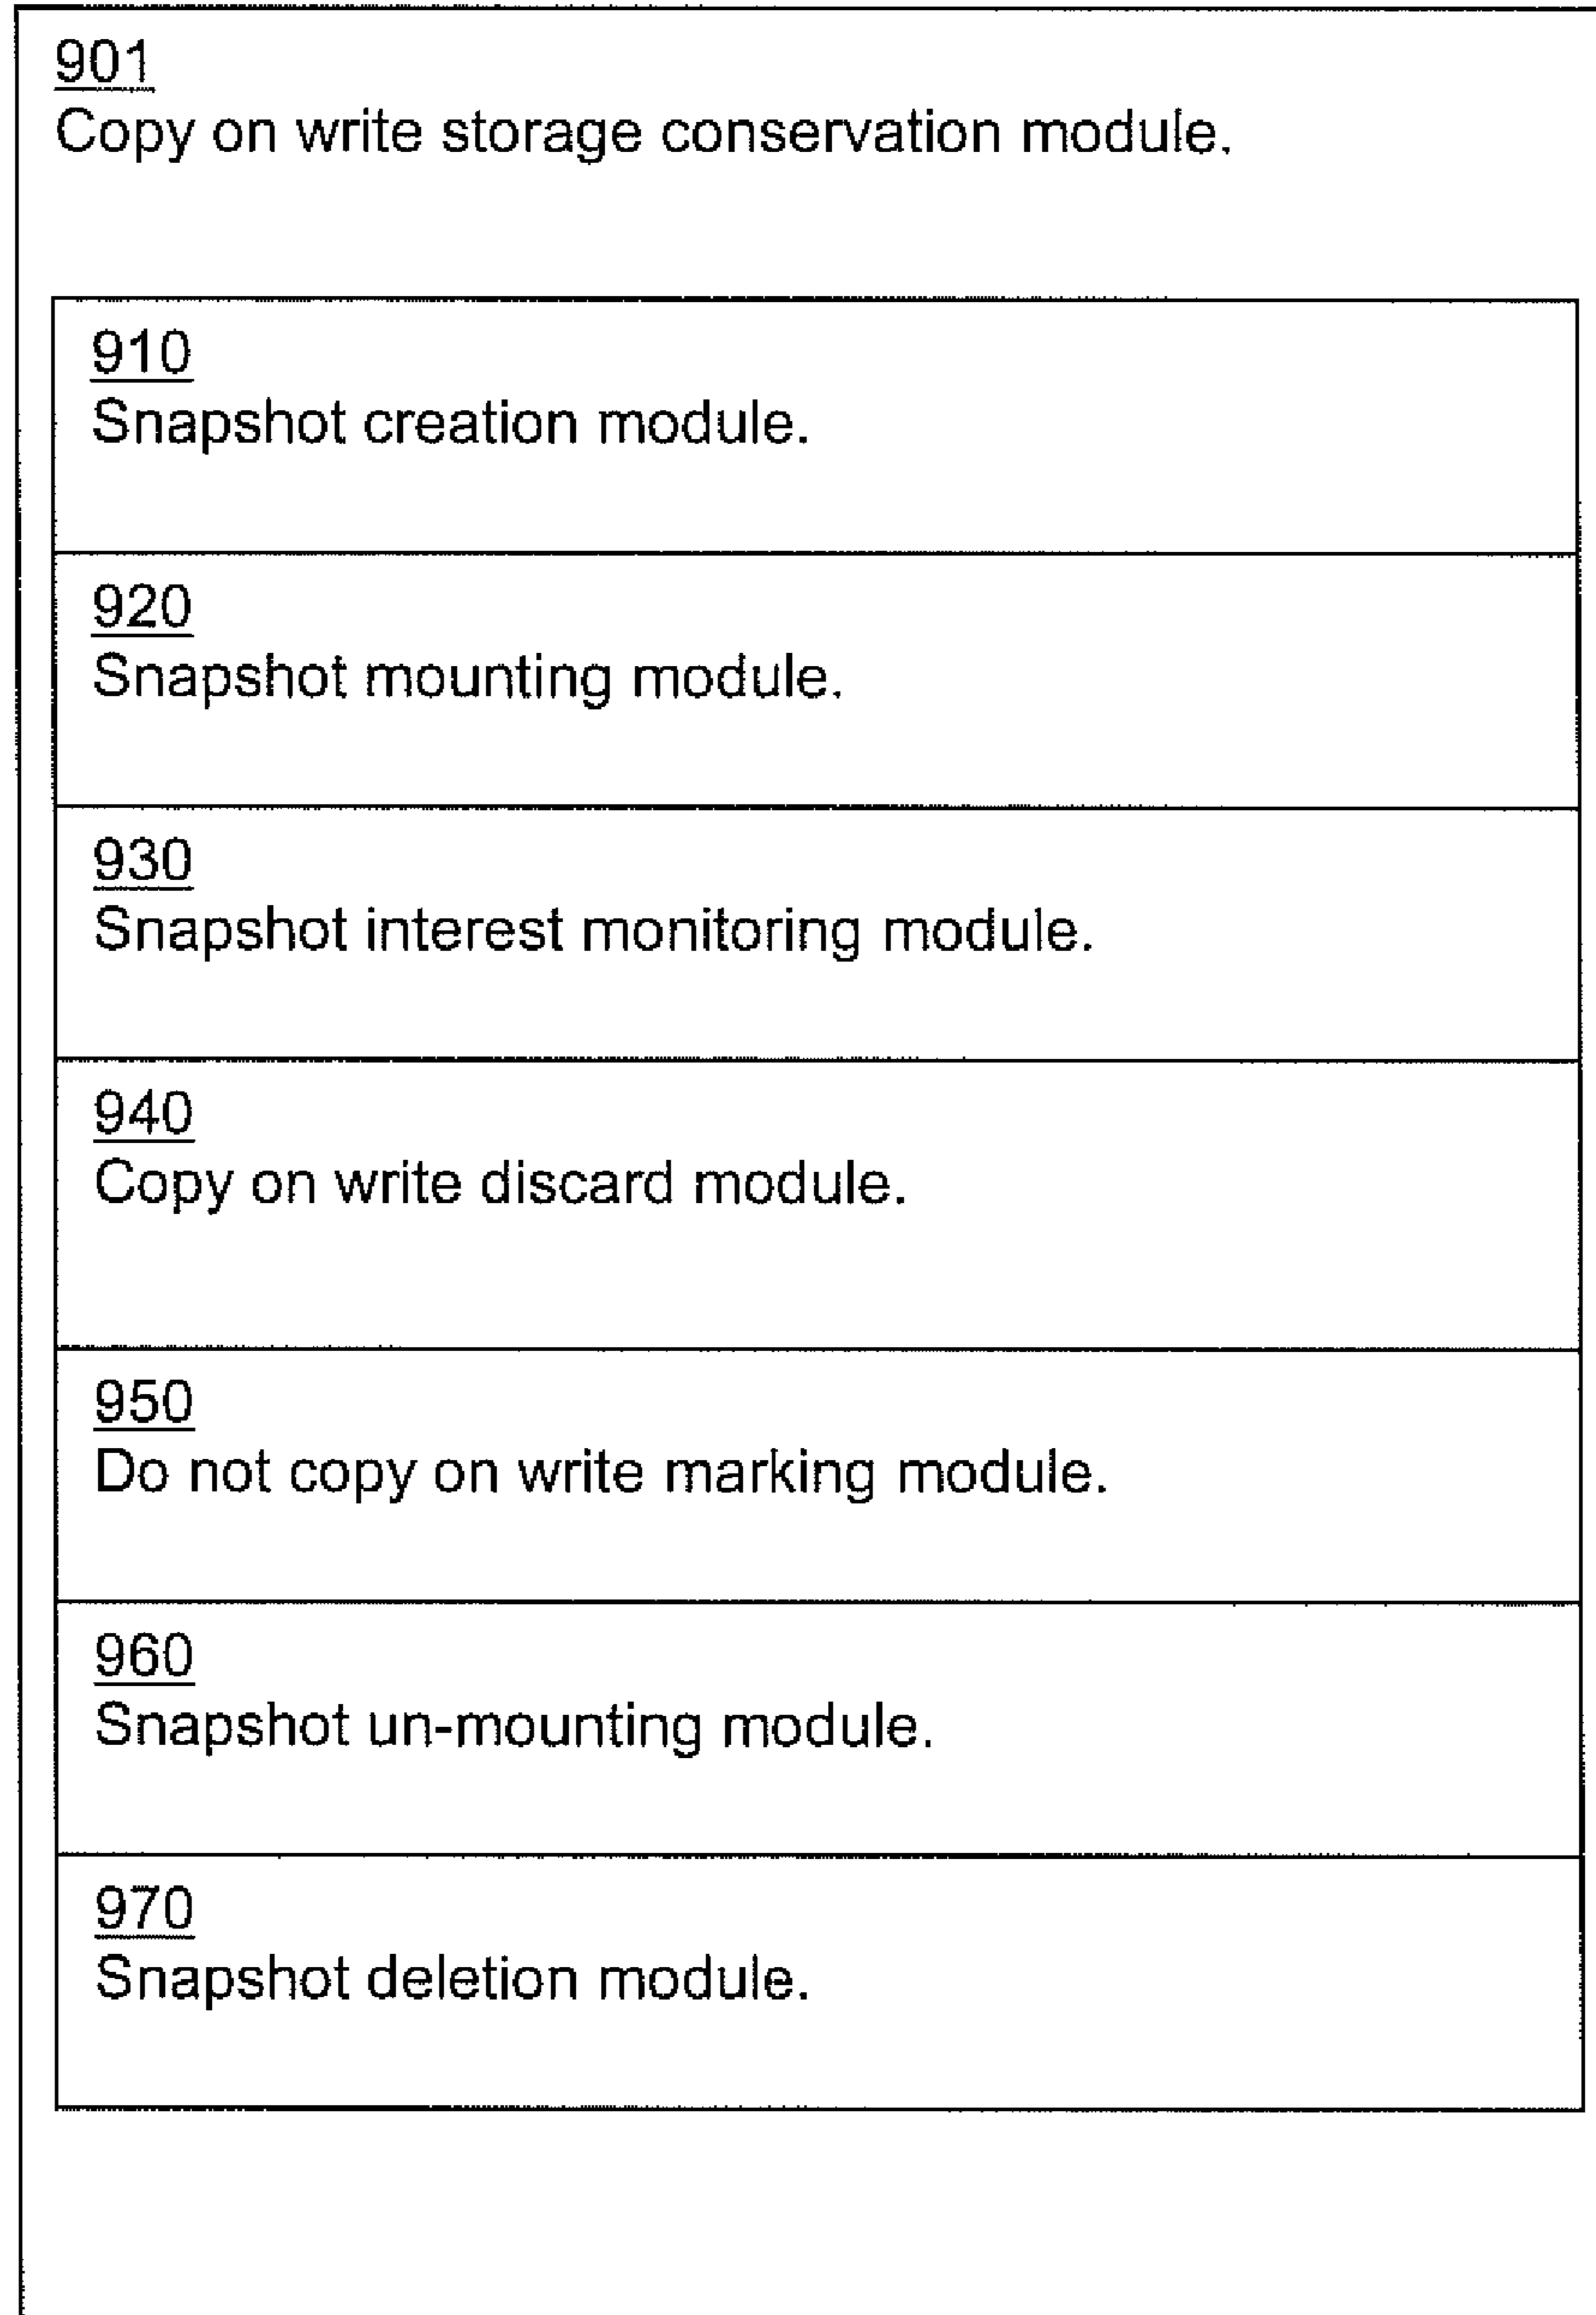 901
Copy on write storage conservation module.
910
Snapshot creation module.
920
Snapshot mounting module.
930
Snapshot interest monitoring module.
940
Copy on write discard module.
950
Do not copy on write marking module.
960
Snapshot un-mounting module.
970
Snapshot deletion module.